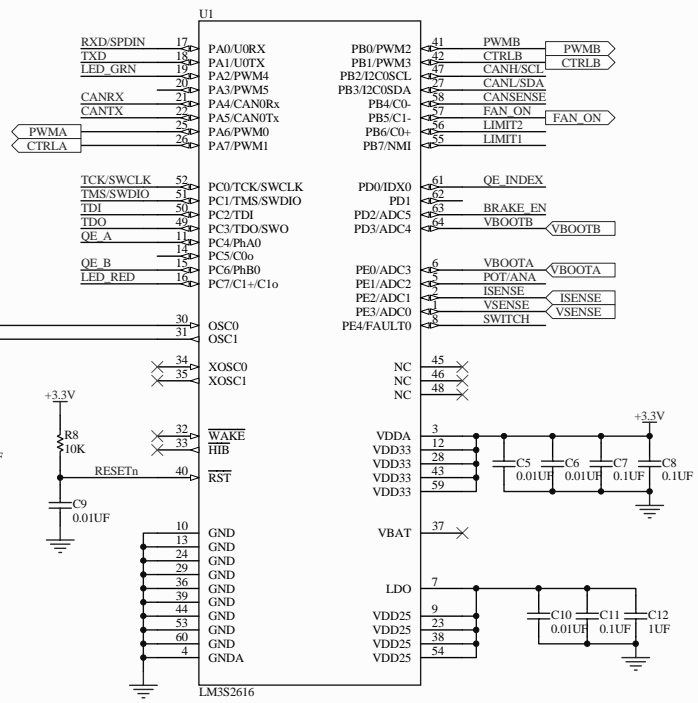 U1
RXD/SPDIN 17 PA0/U0RX PB0/PWM2 41 PWMB PWMB
TXD 18 PA1/U0TX PB1/PWM3 42 CTRLB CTRLB
LED_GRN 19 PA2/PWM4 PB2/I2C0SCL 47 CANH/SCL
20 PA3/PWM5 PB3/I2C0SDA 27 CANL/SDA
CANRX 21 PA4/CAN0Rx PB4/C0- 58 CANSENSE
CANTX 22 PA5/CAN0Tx PB5/C1- 57 FAN_ON FAN_ON
PWMA 25 PA6/PWM0 PB6/C0+ 56 LIMIT2
CTRLA 26 PA7/PWM1 PB7/NMI 55 LIMIT1
TCK/SWCLK 52 PC0/TCK/SWCLK PD0/IDX0 61 QE_INDEX
TMS/SWDIO 51 PC1/TMS/SWDIO PD1 62
TDI 50 PC2/TDI PD2/ADC5 63 BRAKE_EN
TDO 49 PC3/TDO/SWO PD3/ADC4 64 VBOOTB VBOOTB
QE_A 11 PC4/PhA0
14 PC5/C0o
QE_B 15 PC6/PhB0 PE0/ADC3 6 VBOOTA VBOOTA
LED_RED 16 PC7/C1+/C1o PE1/ADC2 5 POT/ANA
PE2/ADC1 2 ISENSE ISENSE
PE3/ADC0 1 VSENSE VSENSE
30 OSC0 PE4/FAULT0 8 SWITCH
31 OSC1
34 XOSC0 NC 45
35 XOSC1 NC 46
NC 48
+3.3V
+3.3V
R8
10K
32 WAKE VDDA 3
33 HIB VDD33 12
VDD33 28
RESETn 40 RST VDD33 43
VDD33 59
C5
0.01UF
C6
0.01UF
C7
0.1UF
C8
0.1UF
C9
0.01UF
10 GND VBAT 37
13 GND
24 GND
29 GND
36 GND LDO 7
39 GND
44 GND VDD25 9
53 GND VDD25 23
60 GND VDD25 38
4 GNDA VDD25 54
C10
0.01UF
C11
0.1UF
C12
1UF
LM3S2616